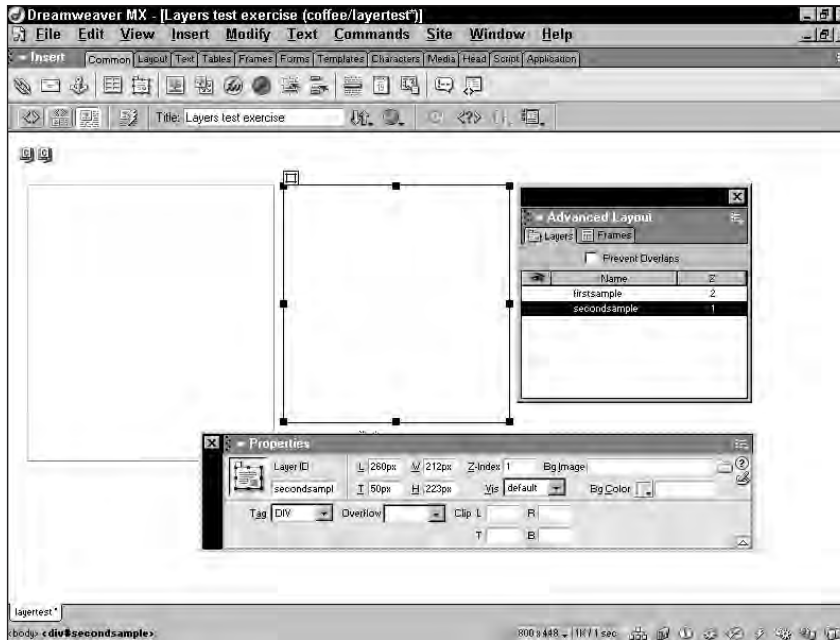 Dreamweaver MX - [Layers test exercise (coffee/layertest*)]
File Edit View Insert Modify Text Commands Site Window Help
Insert Common Layout Text Tables Frames Forms Templates Characters Media Head Script Application
Title: Layers test exercise
Advanced Layout
Layers Frames
Prevent Overlaps
Name Z
firstsample 2
secondsample 1
Properties
Layer ID L 260px W 212px Z-Index 1 Bg Image
secondsampl T 50px H 223px Vis default Bg Color
Tag DIV Overflow Clip L R
T B
layertest*
<body> <div#secondsample> 800 x 448 1K / 1 sec